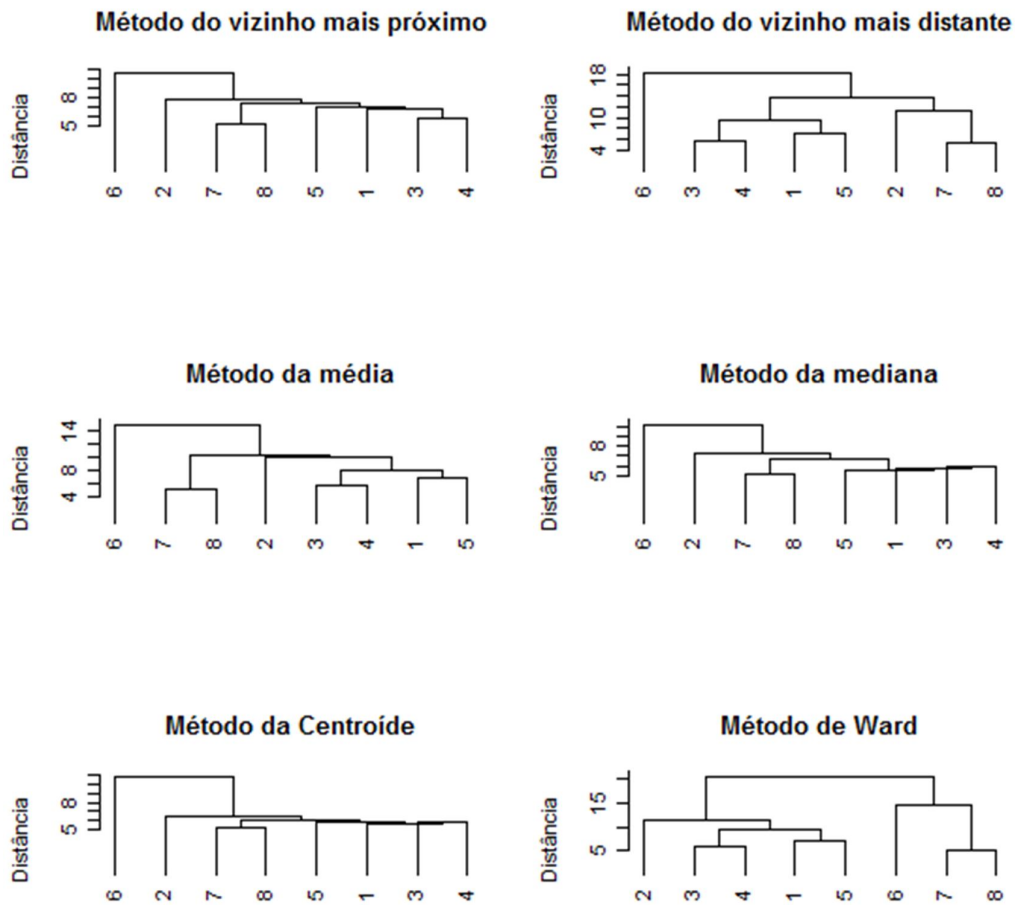 Método do vizinho mais próximo
Distância
8
5
6 2 7 8 5 1 3 4
Método do vizinho mais distante
Distância
18
10
4
6 3 4 1 5 2 7 8
Método da média
Distância
14
8
4
6 7 8 2 3 4 1 5
Método da mediana
Distância
8
5
6 2 7 8 5 1 3 4
Método da Centroíde
Distância
8
5
6 2 7 8 5 1 3 4
Método de Ward
Distância
15
5
2 3 4 1 5 6 7 8